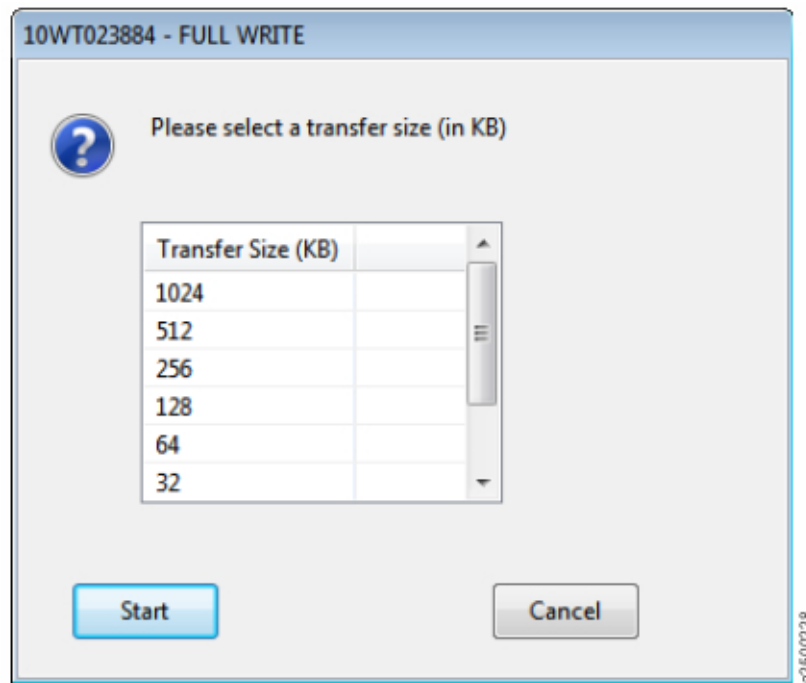 10WT023884 - FULL WRITE
?
Please select a transfer size (in KB)
Transfer Size (KB)
1024
512
256
128
64
32
Start Cancel